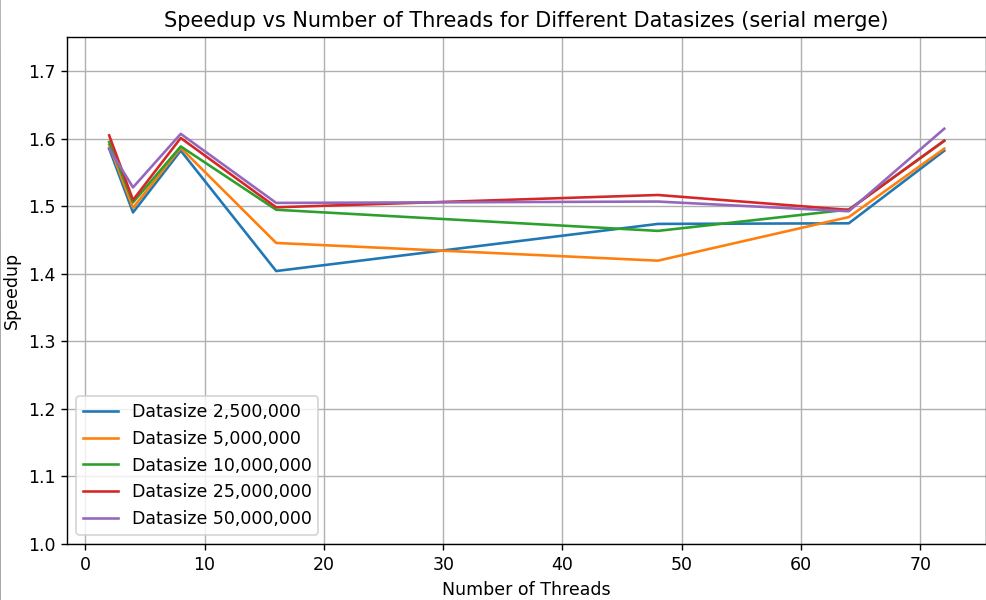 Speedup vs Number of Threads for Different Datasizes (serial merge)
1.7
1.6
1.5
1.4
1.3
1.2
1.1
1.0
Speedup
Datasize 2,500,000
Datasize 5,000,000
Datasize 10,000,000
Datasize 25,000,000
Datasize 50,000,000
0 10 20 30 40 50 60 70
Number of Threads